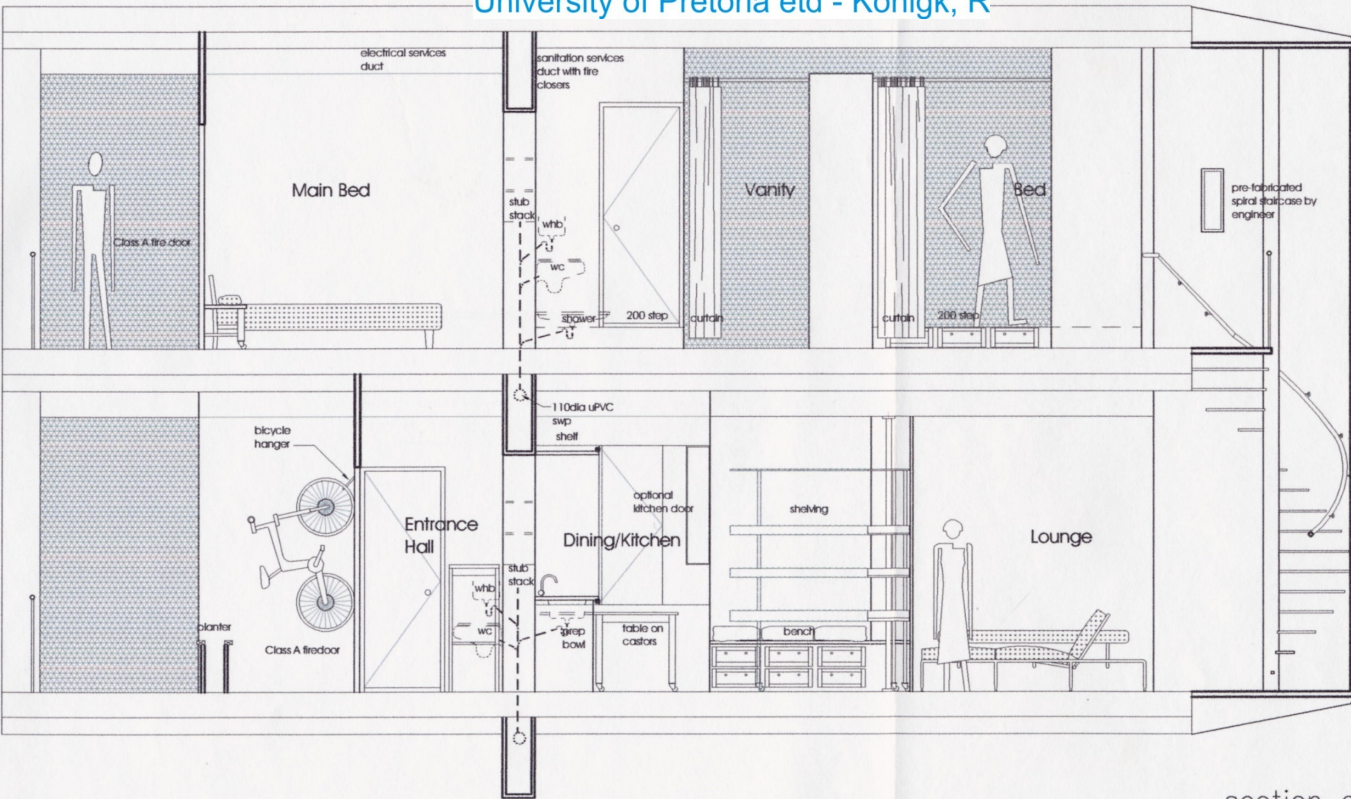 University of Pretoria etd - Konigk, R
electrical services
duct
sanitation services
duct with fire
closers
Main Bed
Vanity
Bed
stub
stack
whb
pre-fabricated
spiral staircase by
engineer
Class A fire door
wc
shower
200 step
curtain
curtain
200 step
110dia uPVC
swp
shelf
bicycle
hanger
optional
kitchen door
shelving
Entrance
Hall
Dining/Kitchen
Lounge
stub
stack
whb
planter
wc
prep
bowl
table on
castors
bench
Class A firedoor
section